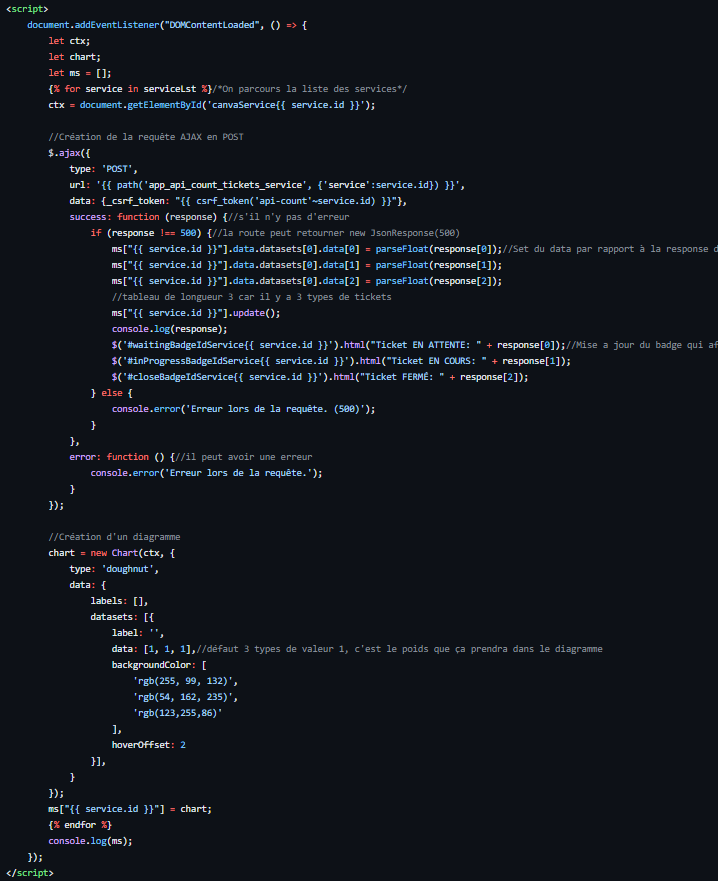 <script>
document.addEventListener("DOMContentLoaded", () => {
let ctx;
let chart;
let ms = [];
{% for service in serviceLst %}/*On parcours la liste des services*/
ctx = document.getElementById('canvaService{{ service.id }}');
//Création de la requête AJAX en POST
$.ajax({
type: 'POST',
url: '{{ path('app_api_count_tickets_service', {'service':service.id}) }}',
data: {_csrf_token: "{{ csrf_token('api-count'~service.id) }}"},
success: function (response) {//s'il n'y pas d'erreur
if (response !== 500) {//la route peut retourner new JsonResponse(500)
ms["{{ service.id }}"].data.datasets[0].data[0] = parseFloat(response[0]);//Set du data par rapport à la response d
ms["{{ service.id }}"].data.datasets[0].data[1] = parseFloat(response[1]);
ms["{{ service.id }}"].data.datasets[0].data[2] = parseFloat(response[2]);
//tableau de longueur 3 car il y a 3 types de tickets
ms["{{ service.id }}"].update();
console.log(response);
$('#waitingBadgeIdService{{ service.id }}').html("Ticket EN ATTENTE: " + response[0]);//Mise a jour du badge qui af
$('#inProgressBadgeIdService{{ service.id }}').html("Ticket EN COURS: " + response[1]);
$('#closeBadgeIdService{{ service.id }}').html("Ticket FERMÉ: " + response[2]);
} else {
console.error('Erreur lors de la requête. (500)');
}
},
error: function () {//il peut avoir une erreur
console.error('Erreur lors de la requête.');
}
});
//Création d'un diagramme
chart = new Chart(ctx, {
type: 'doughnut',
data: {
labels: [],
datasets: [{
label: '',
data: [1, 1, 1],//défaut 3 types de valeur 1, c'est le poids que ça prendra dans le diagramme
backgroundColor: [
'rgb(255, 99, 132)',
'rgb(54, 162, 235)',
'rgb(123,255,86)'
],
hoverOffset: 2
}],
}
});
ms["{{ service.id }}"] = chart;
{% endfor %}
console.log(ms);
});
</script>